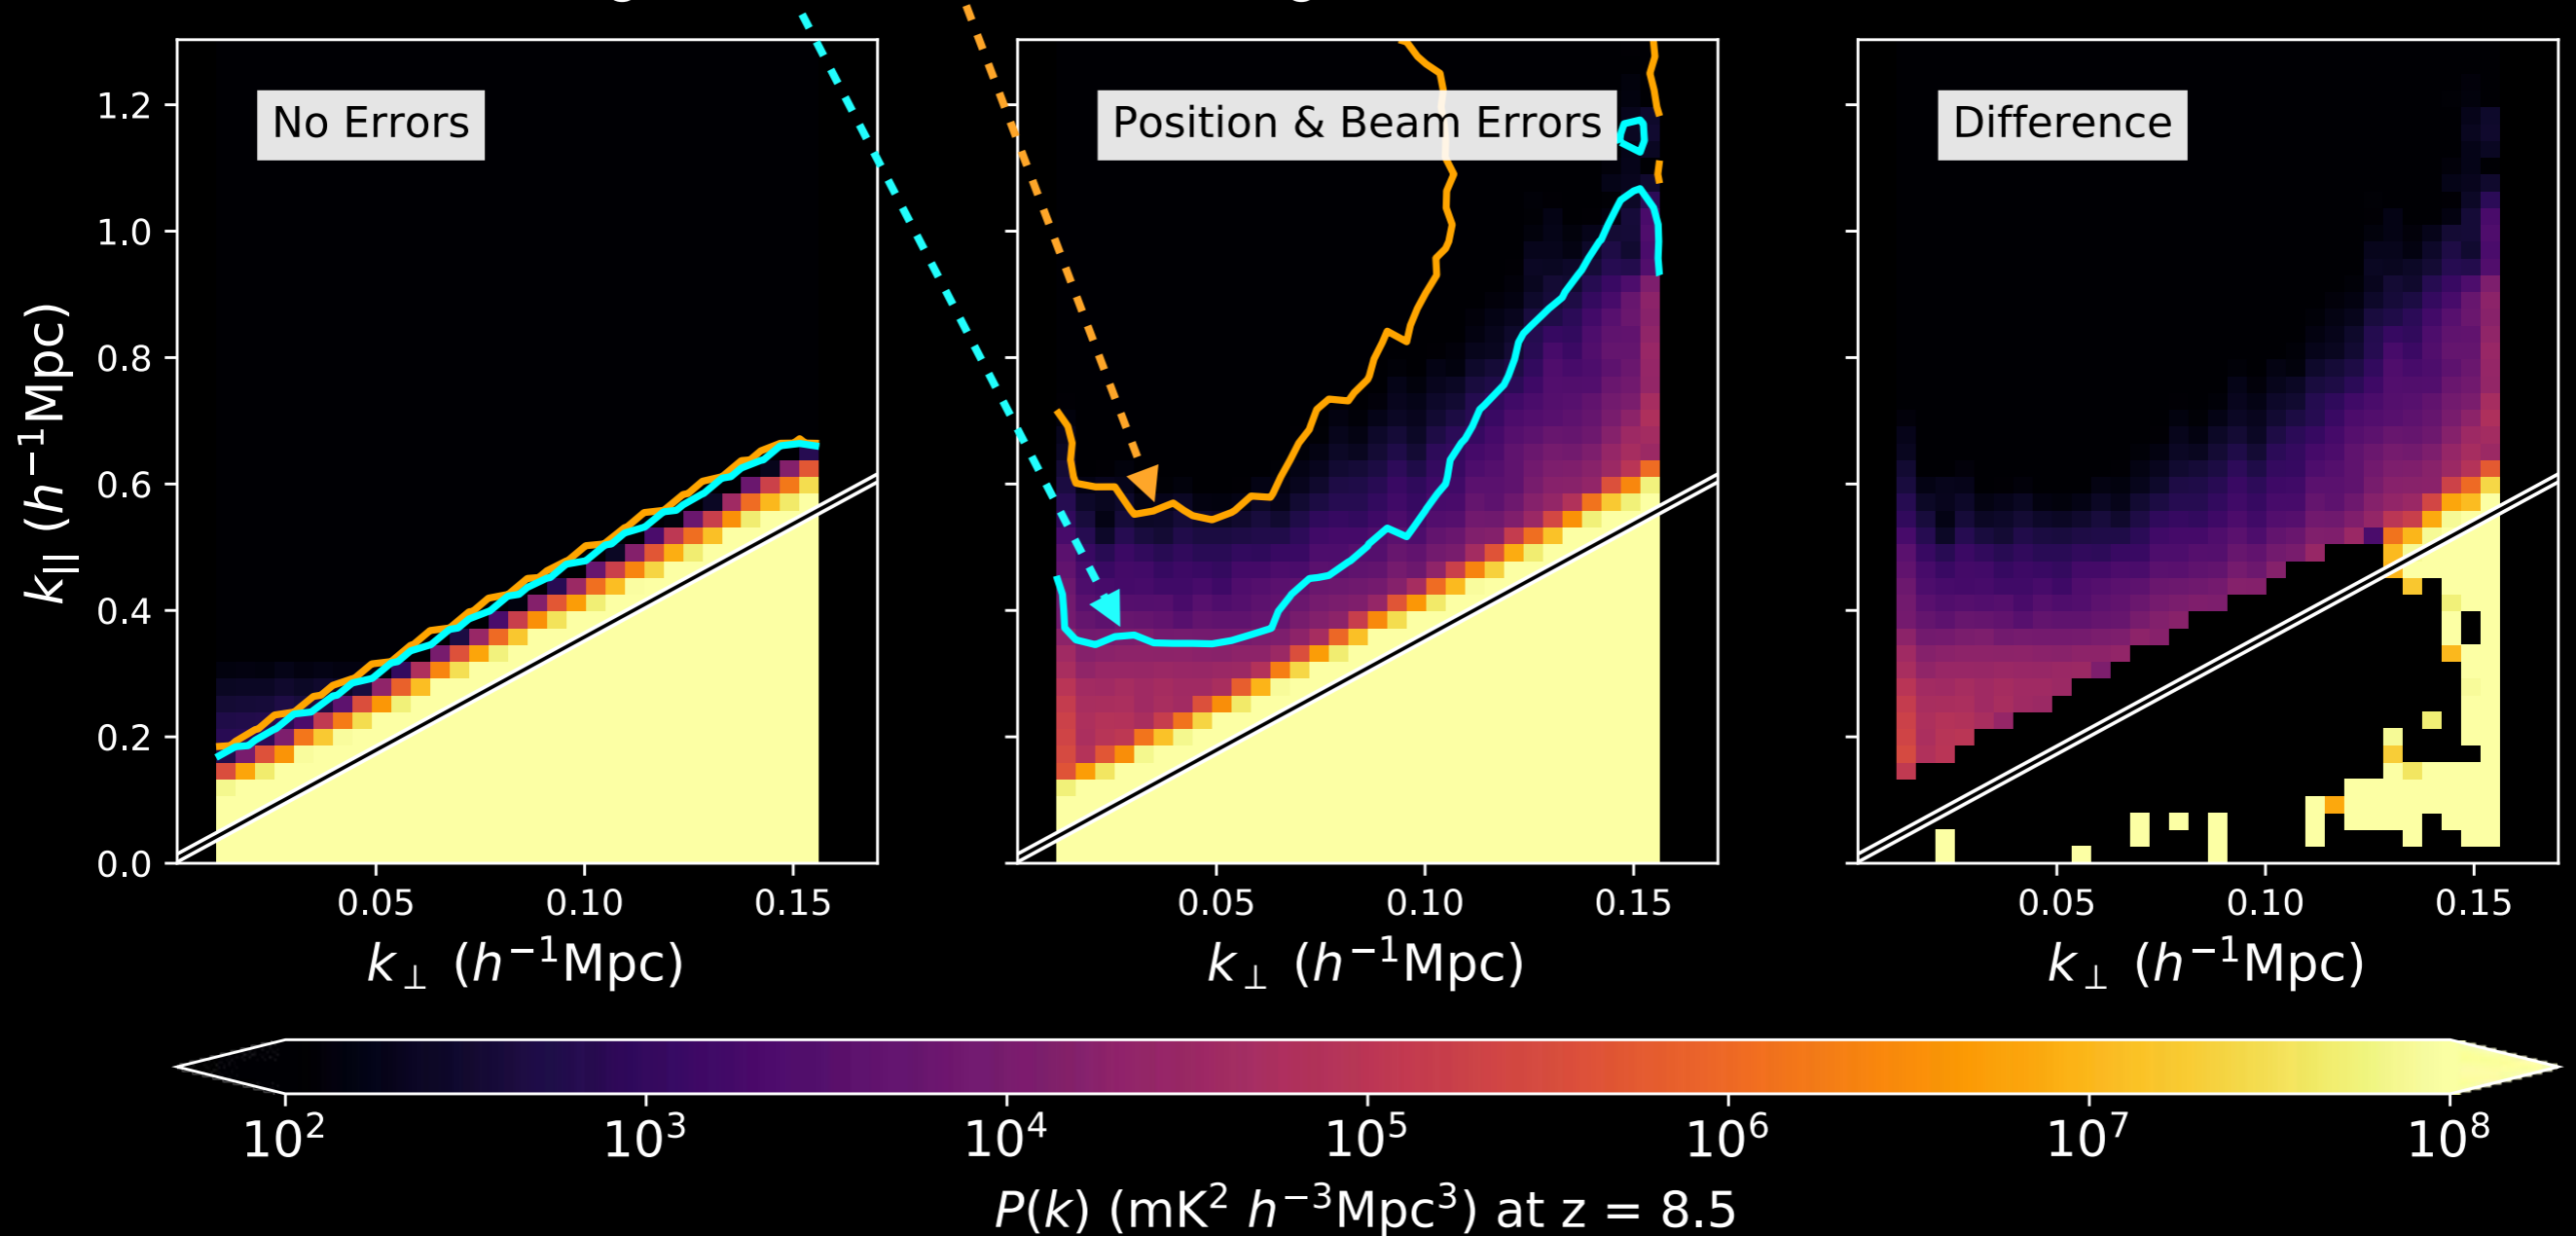 No Errors
Position & Beam Errors
Difference
1.2
1.0
0.8
0.6
0.4
0.2
0.0
k|| (h⁻¹Mpc)
0.05 0.10 0.15
0.05 0.10 0.15
0.05 0.10 0.15
k⊥ (h⁻¹Mpc)
k⊥ (h⁻¹Mpc)
k⊥ (h⁻¹Mpc)
10² 10³ 10⁴ 10⁵ 10⁶ 10⁷ 10⁸
P(k) (mK² h⁻³Mpc³) at z = 8.5